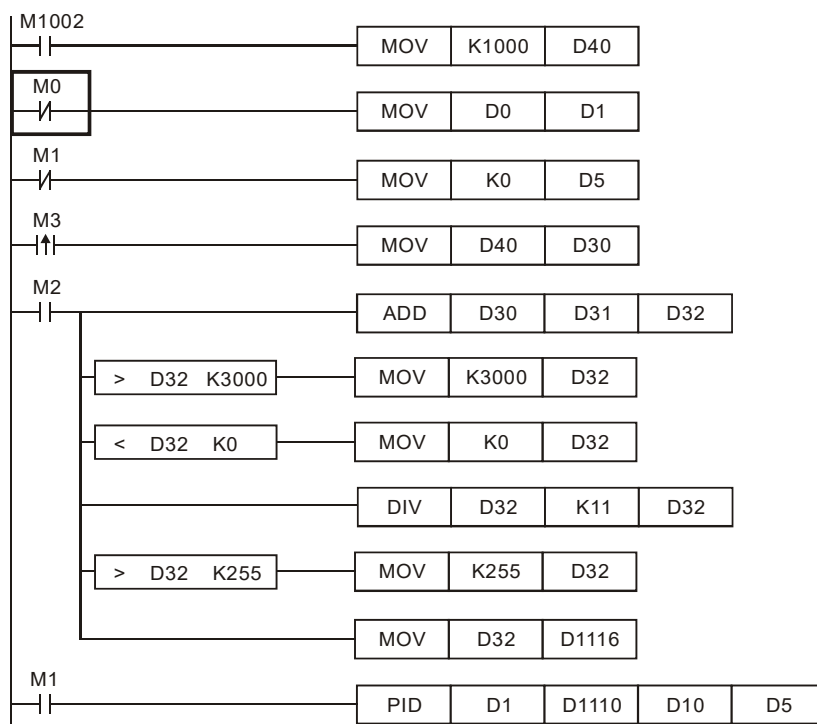 M1002
MOV K1000 D40
M0
MOV D0 D1
M1
MOV K0 D5
M3
MOV D40 D30
M2
ADD D30 D31 D32
> D32 K3000 MOV K3000 D32
< D32 K0 MOV K0 D32
DIV D32 K11 D32
> D32 K255 MOV K255 D32
MOV D32 D1116
M1
PID D1 D1110 D10 D5